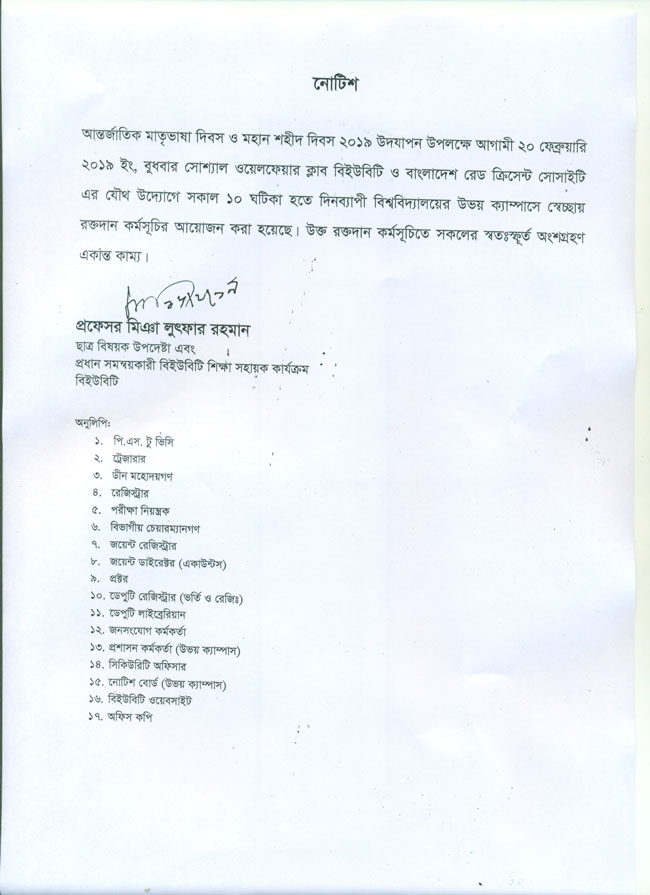 নোটিশ
আন্তর্জাতিক মাতৃভাষা দিবস ও মহান শহীদ দিবস ২০১৯ উদযাপন উপলক্ষে আগামী ২০ ফেব্রুয়ারি
২০১৯ ইং, বুধবার সোশ্যাল ওয়েলফেয়ার ক্লাব বিইউবিটি ও বাংলাদেশ রেড ক্রিসেন্ট সোসাইটি
এর যৌথ উদ্যোগে সকাল ১০ ঘটিকা হতে দিনব্যাপী বিশ্ববিদ্যালয়ের উভয় ক্যাম্পাসে স্বেচ্ছায়
রক্তদান কর্মসূচির আয়োজন করা হয়েছে। উক্ত রক্তদান কর্মসূচিতে সকলের স্বতঃস্ফূর্ত অংশগ্রহণ
একান্ত কাম্য।
প্রফেসর মিঞা লুৎফার রহমান
ছাত্র বিষয়ক উপদেষ্টা এবং
প্রধান সমন্বয়কারী বিইউবিটি শিক্ষা সহায়ক কার্যক্রম
বিইউবিটি
অনুলিপি:
১. পি.এস. টু ভিসি
২. ট্রেজারার
৩. ডীন মহোদয়গণ
৪. রেজিস্ট্রার
৫. পরীক্ষা নিয়ন্ত্রক
৬. বিভাগীয় চেয়ারম্যানগণ
৭. জয়েন্ট রেজিস্ট্রার
৮. জয়েন্ট ডাইরেক্টর (একাউন্টস)
৯. প্রক্টর
১০. ডেপুটি রেজিস্ট্রার (ভর্তি ও রেজিঃ)
১১. ডেপুটি লাইব্রেরিয়ান
১২. জনসংযোগ কর্মকর্তা
১৩. প্রশাসন কর্মকর্তা (উভয় ক্যাম্পাস)
১৪. সিকিউরিটি অফিসার
১৫. নোটিশ বোর্ড (উভয় ক্যাম্পাস)
১৬. বিইউবিটি ওয়েবসাইট
১৭. অফিস কপি